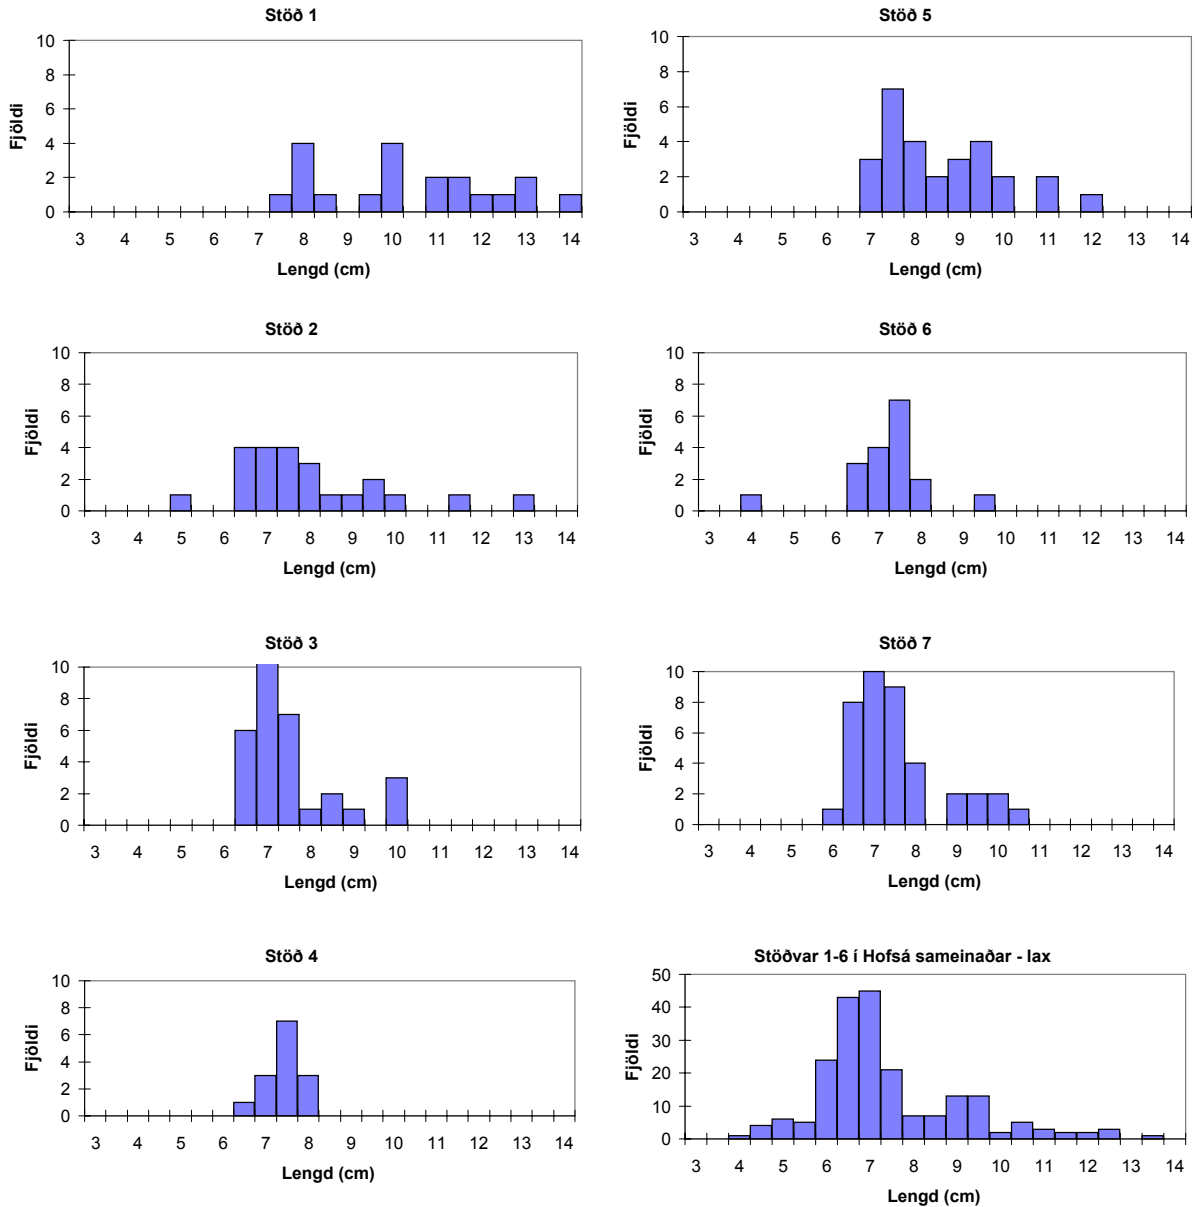 Stöð 1
10
8
6
4
2
0
Fjöldi
3 4 5 6 7 8 9 10 11 12 13 14
Lengd (cm)
Stöð 5
10
8
6
4
2
0
Fjöldi
3 4 5 6 7 8 9 10 11 12 13 14
Lengd (cm)
Stöð 2
10
8
6
4
2
0
Fjöldi
3 4 5 6 7 8 9 10 11 12 13 14
Lengd (cm)
Stöð 6
10
8
6
4
2
0
Fjöldi
3 4 5 6 7 8 9 10 11 12 13 14
Lengd (cm)
Stöð 3
10
8
6
4
2
0
Fjöldi
3 4 5 6 7 8 9 10 11 12 13 14
Lengd (cm)
Stöð 7
10
8
6
4
2
0
Fjöldi
3 4 5 6 7 8 9 10 11 12 13 14
Lengd (cm)
Stöð 4
10
8
6
4
2
0
Fjöldi
3 4 5 6 7 8 9 10 11 12 13 14
Lengd (cm)
Stöðvar 1-6 í Hofsá sameinaðar - lax
50
40
30
20
10
0
Fjöldi
3 4 5 6 7 8 9 10 11 12 13 14
Lengd (cm)